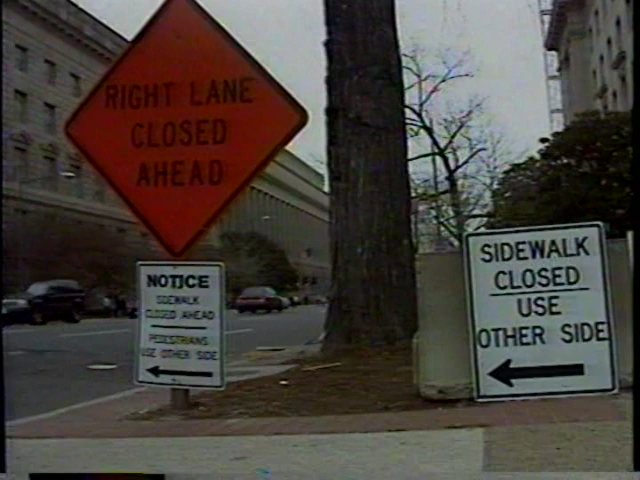 RIGHT LANE
CLOSED
AHEAD
NOTICE
SIDEWALK
CLOSED AHEAD
PEDESTRIANS
USE OTHER SIDE
SIDEWALK
CLOSED
USE
OTHER SIDE